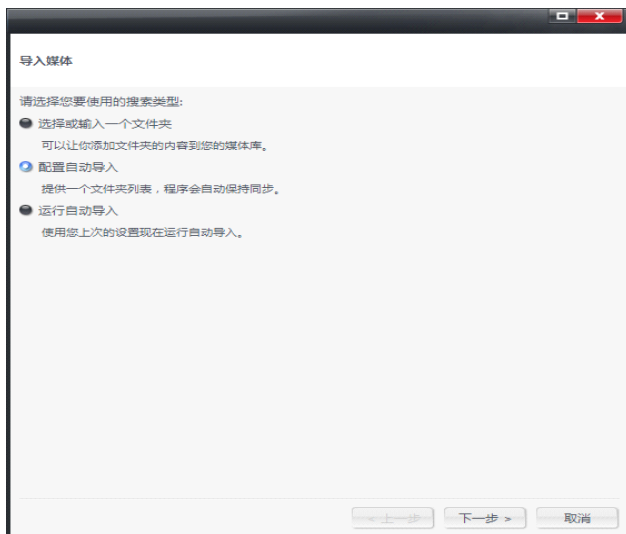 导入媒体
请选择您要使用的搜索类型:
选择或输入一个文件夹
可以让你添加文件夹的内容到您的媒体库。
配置自动导入
提供一个文件夹列表，程序会自动保持同步。
运行自动导入
使用您上次的设置现在运行自动导入。
< 上一步 下一步 > 取消